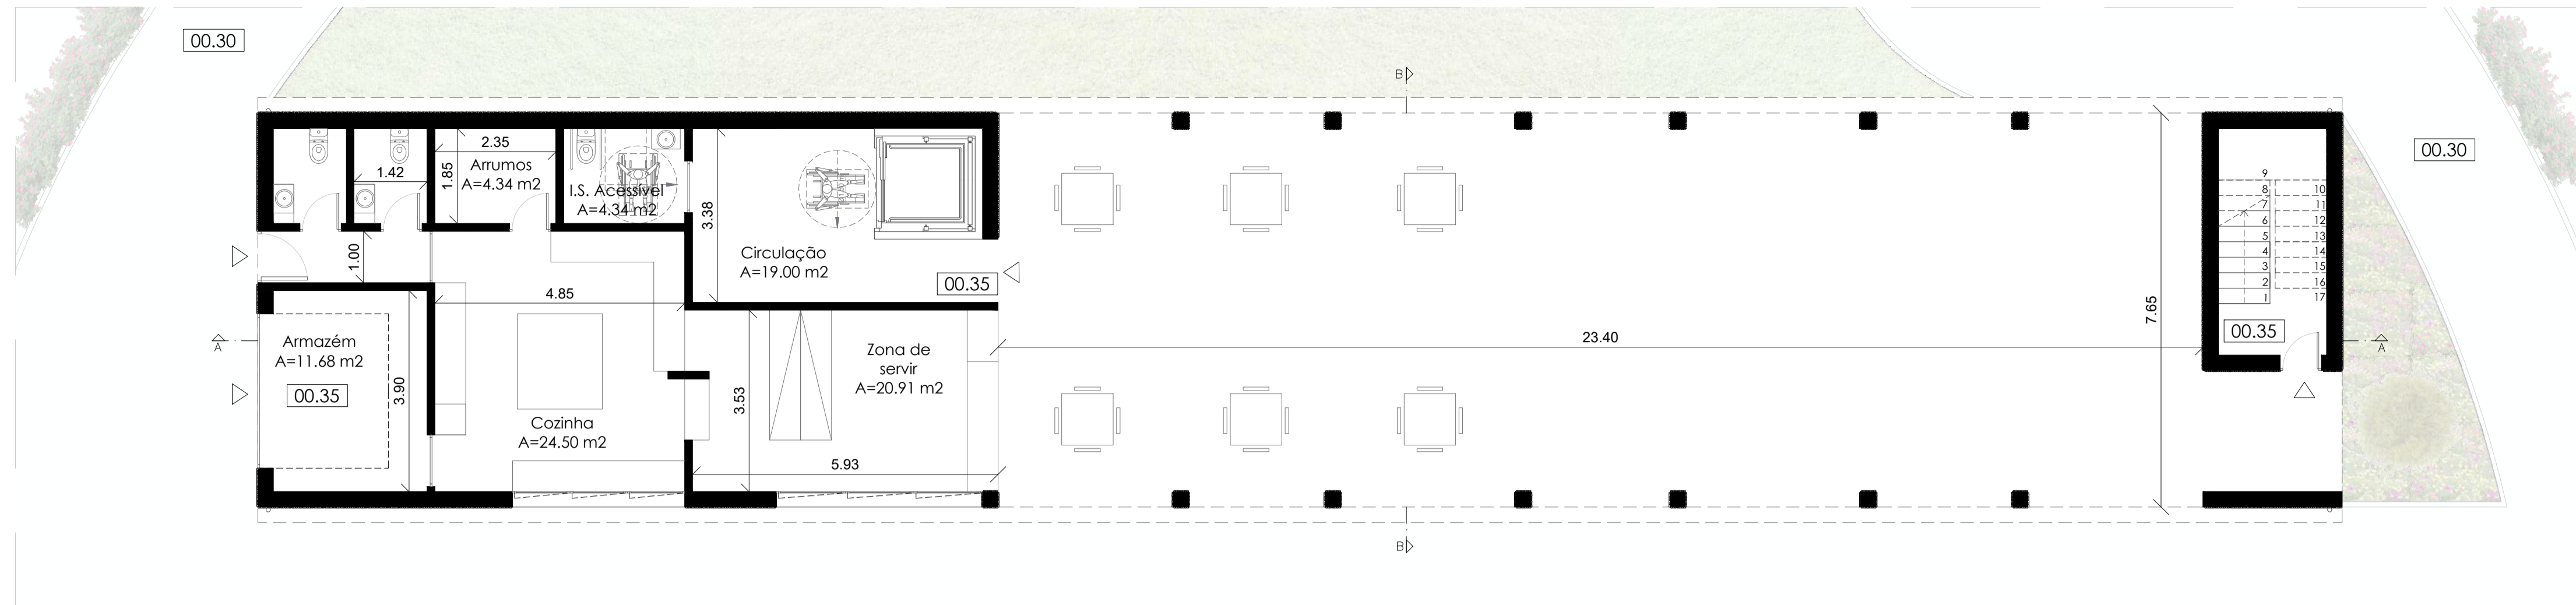 00.30
B
2.35
Arrumos
A=4.34 m2
1.85
1.42
I.S. Acessível
A=4.34 m2
3.38
00.30
9
8
7
6
5
4
3
2
1
10
11
12
13
14
15
16
17
1.00
Circulação
A=19.00 m2
00.35
4.85
7.65
Armazém
A=11.68 m2
00.35
3.90
A
Zona de
servir
A=20.91 m2
23.40
00.35
A
3.53
Cozinha
A=24.50 m2
5.93
B